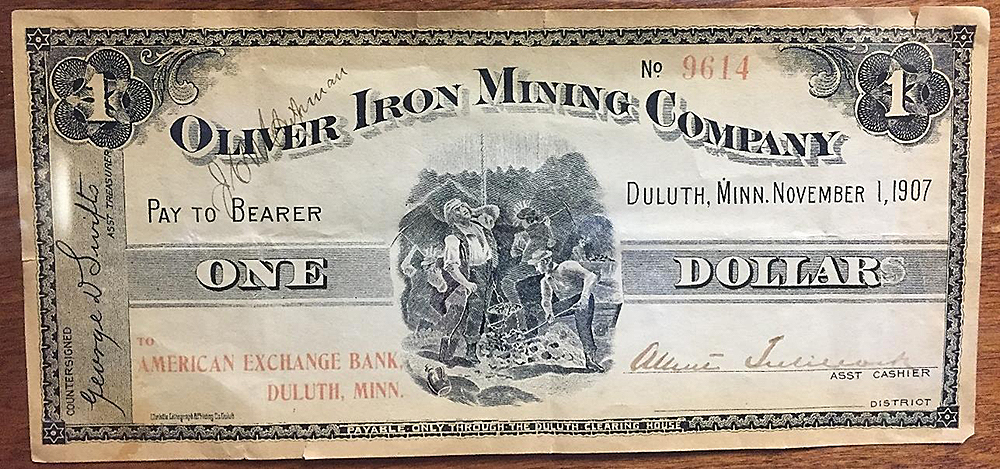 1
Nº 9614
1
OLIVER IRON MINING COMPANY
PAY TO BEARER
DULUTH, MINN. NOVEMBER 1, 1907
ONE DOLLARS
TO
AMERICAN EXCHANGE BANK,
DULUTH, MINN.
ASST CASHIER
DISTRICT
COUNTERSIGNED
George D Swift
ASST. TREASURER
PAYABLE ONLY THROUGH THE DULUTH CLEARING HOUSE